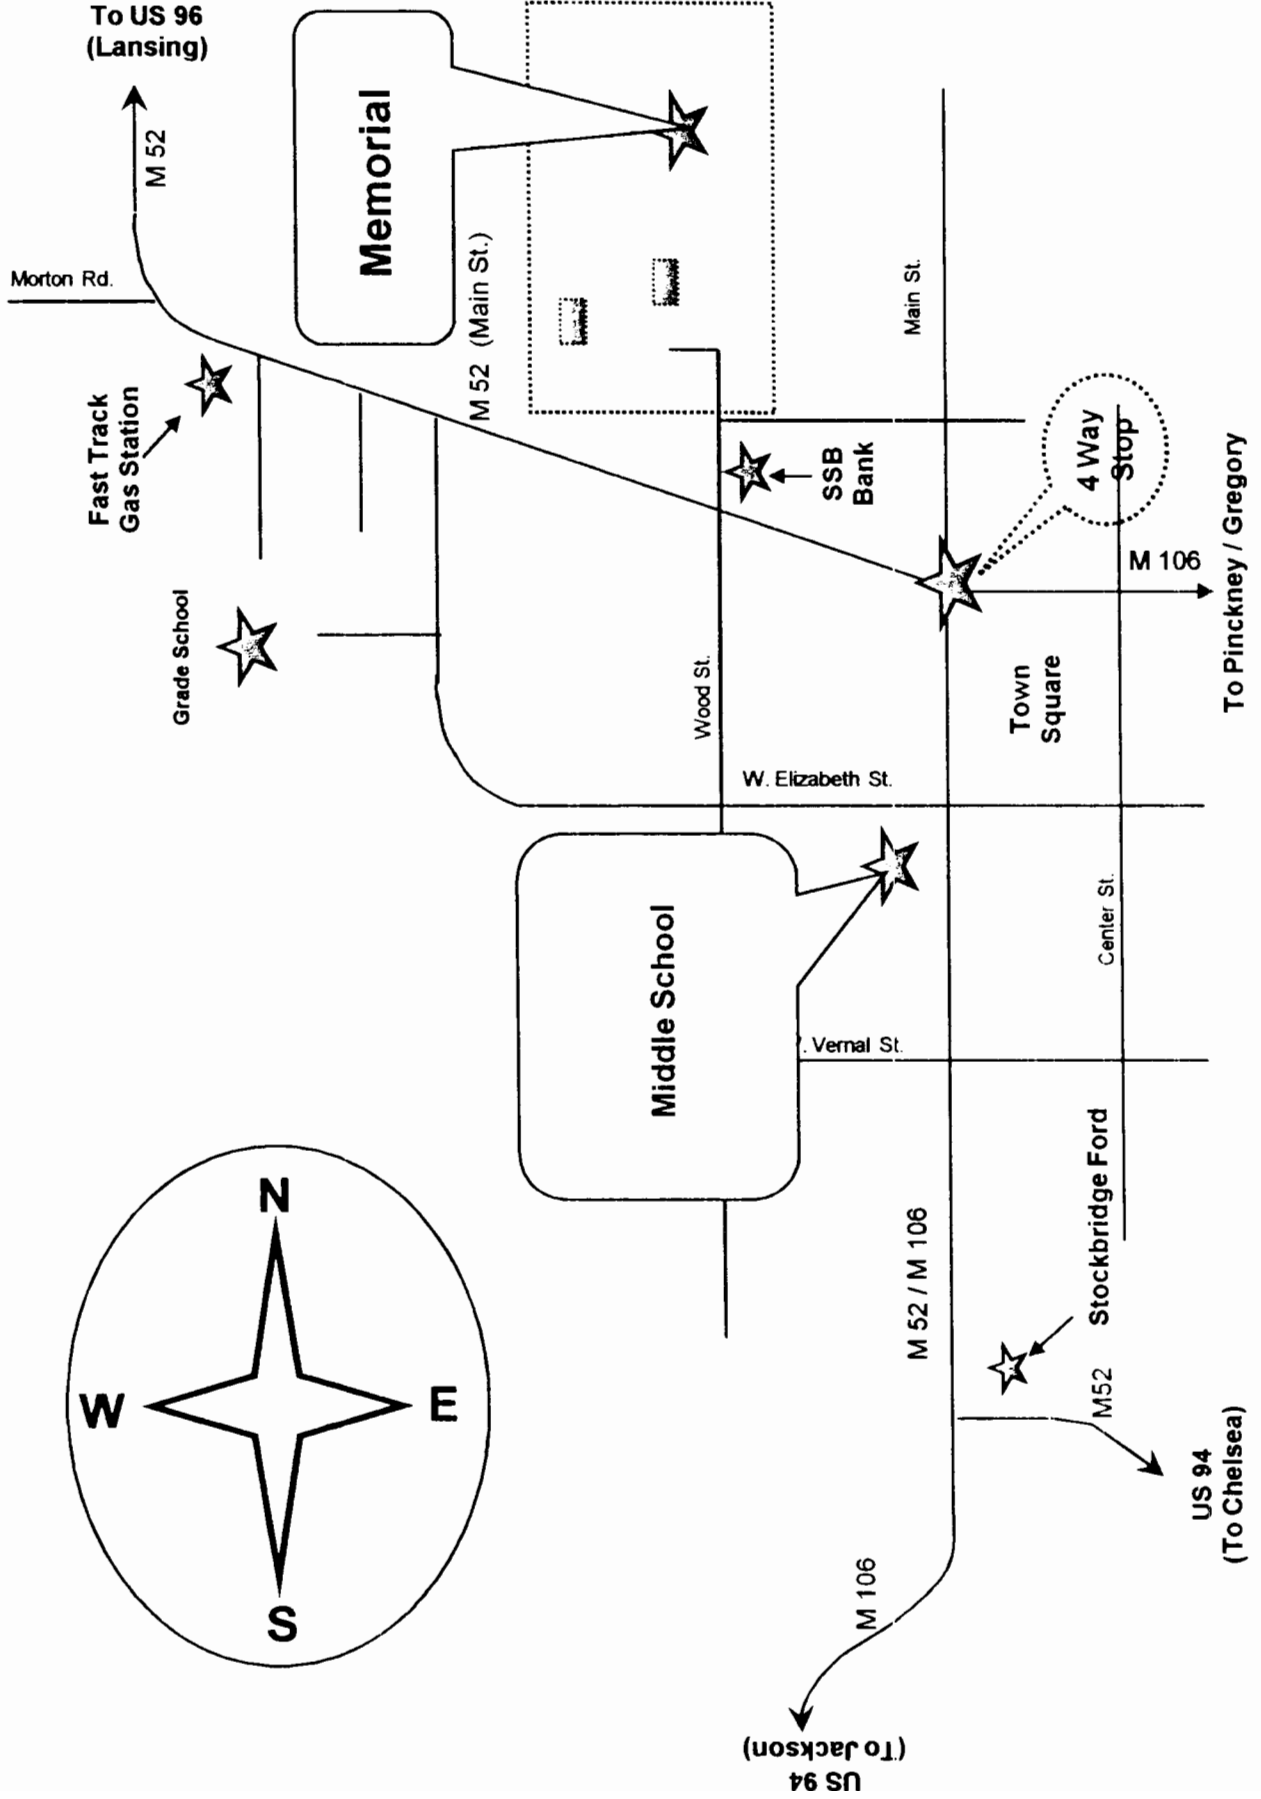 To US 96
(Lansing)
M 52
Morton Rd.
Memorial
M 52 (Main St.)
Main St.
Fast Track
Gas Station
SSB
Bank
4 Way
Stop
M 106
To Pinckney / Gregory
Grade School
Wood St.
Town
Square
W. Elizabeth St.
Middle School
Center St.
. Vernal St.
N
W
E
S
M 52 / M 106
Stockbridge Ford
M52
US 94
(To Chelsea)
M 106
US 94
(To Jackson)